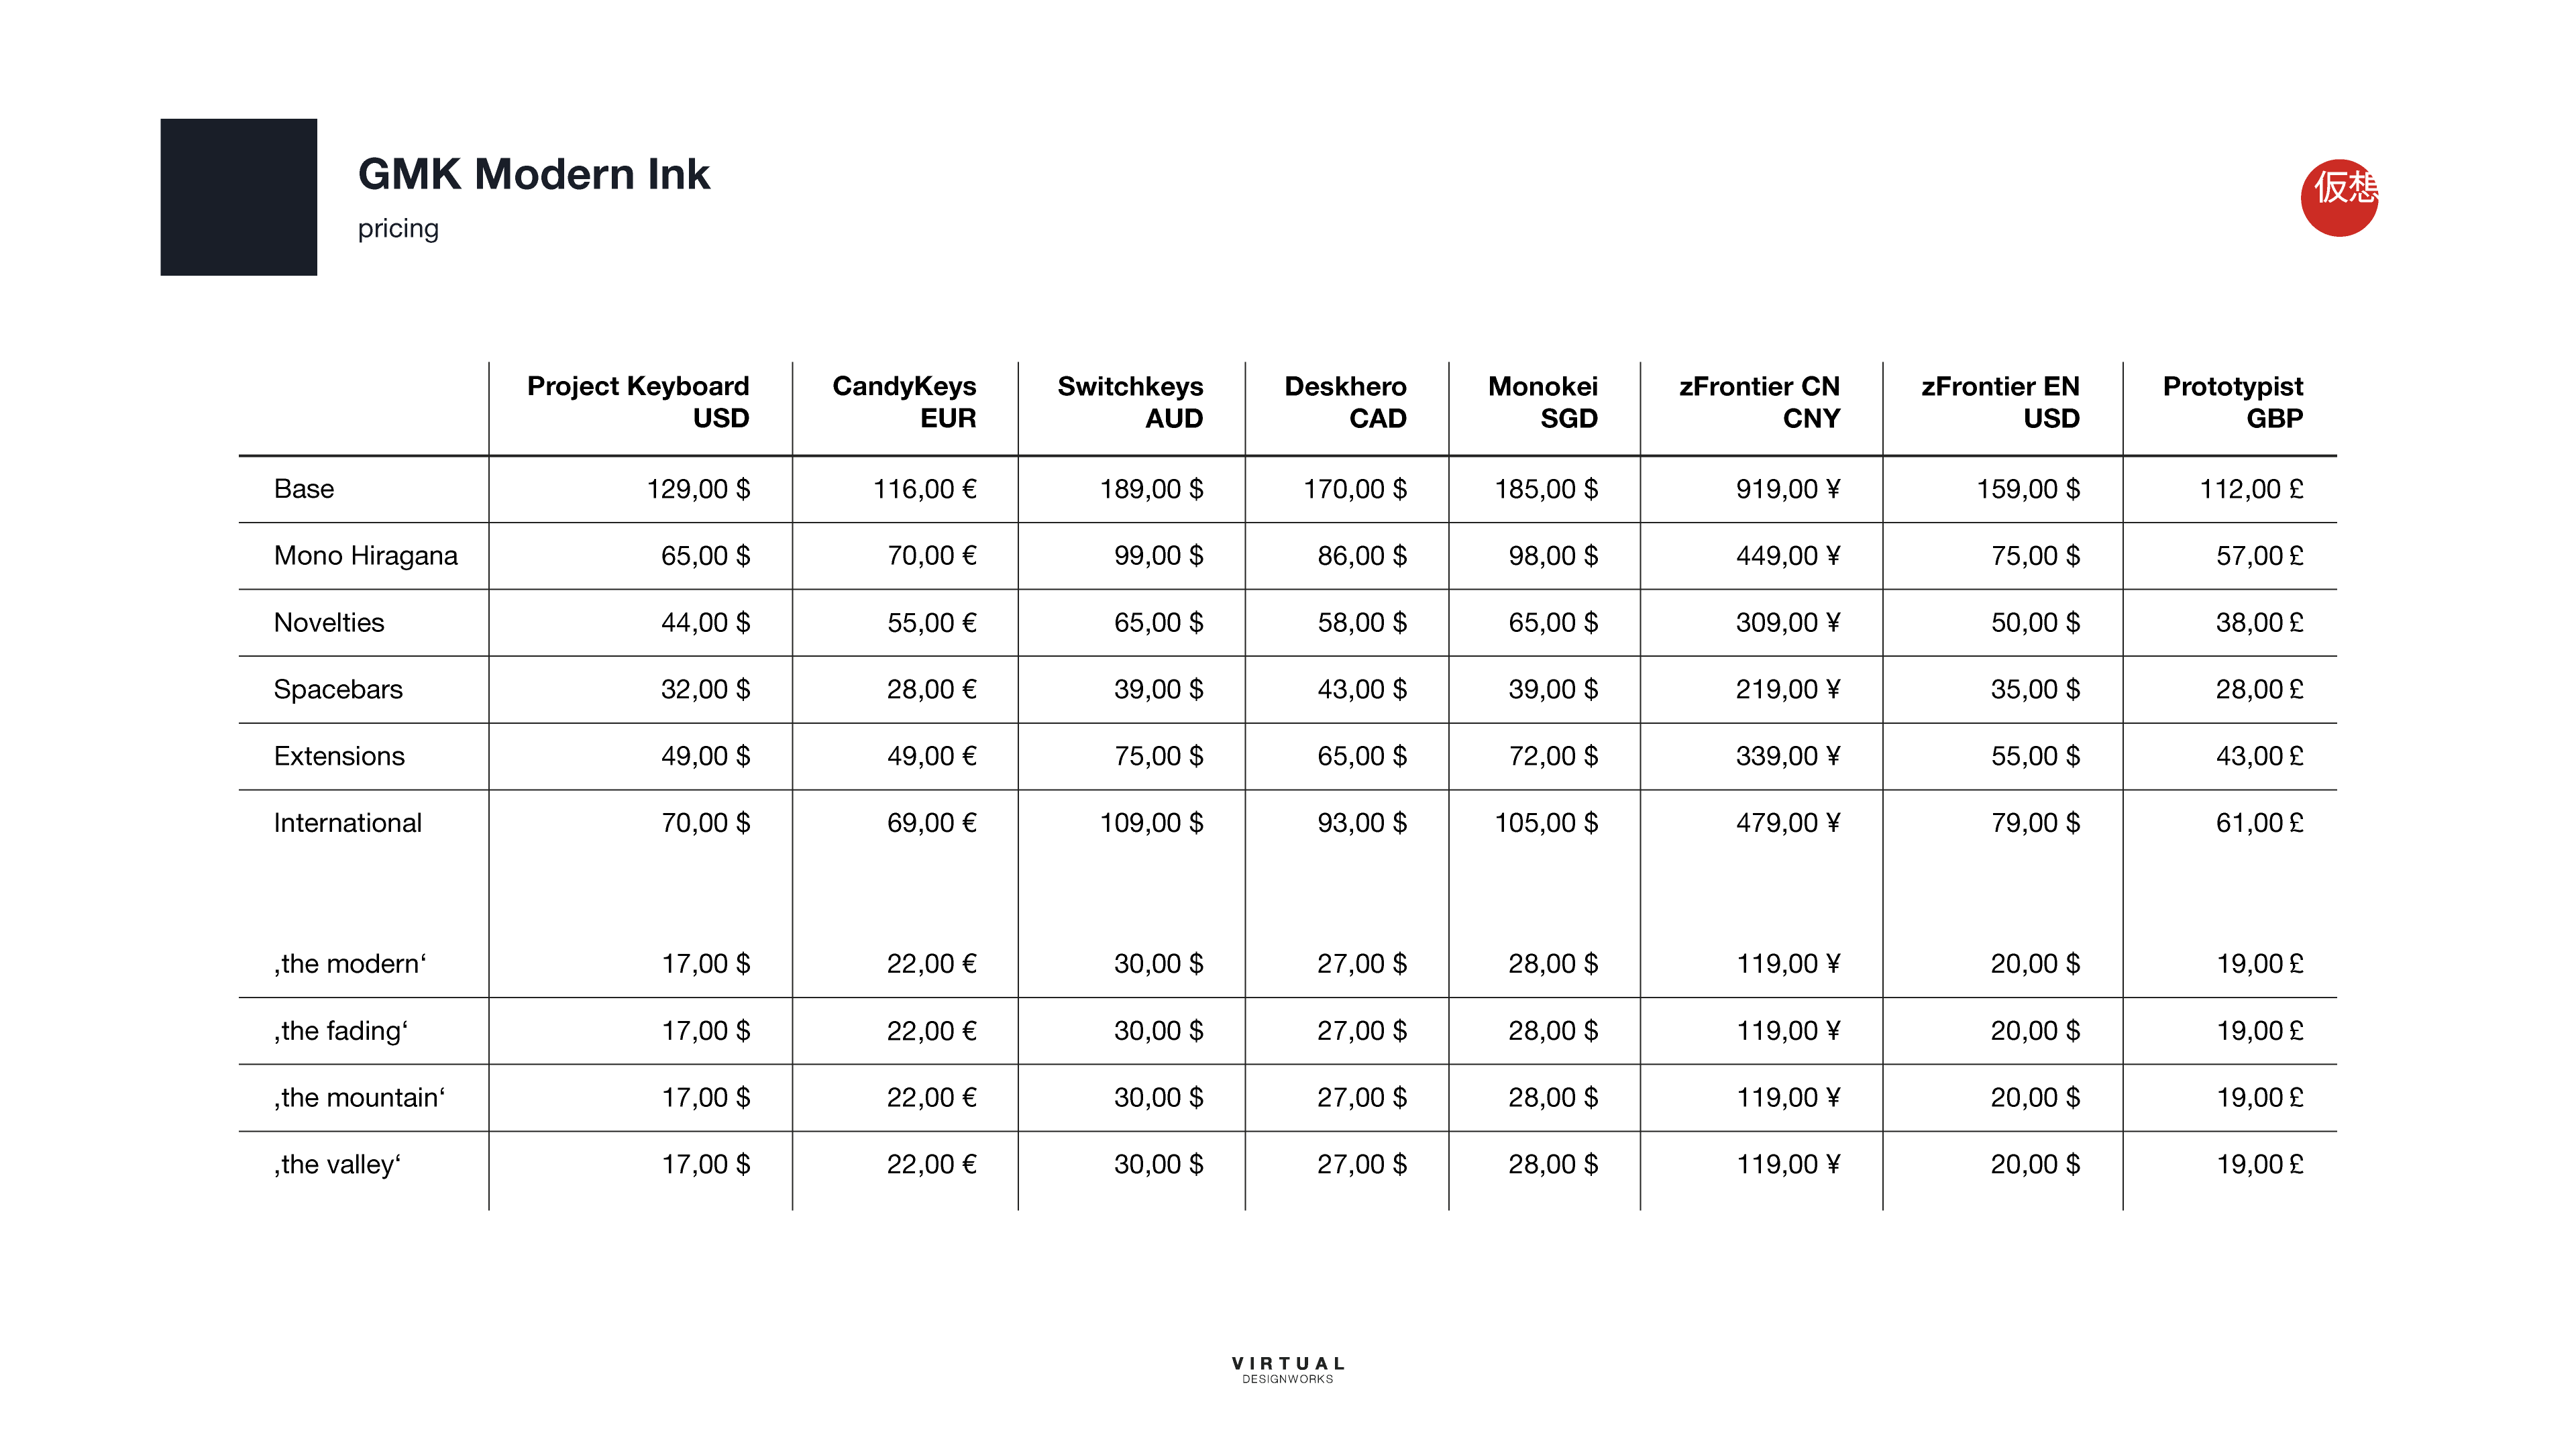 GMK Modern Ink
pricing
仮想
Project Keyboard USD CandyKeys EUR Switchkeys AUD Deskhero CAD Monokei SGD zFrontier CN CNY zFrontier EN USD Prototypist GBP
Base 129,00 $ 116,00 € 189,00 $ 170,00 $ 185,00 $ 919,00 ¥ 159,00 $ 112,00 £
Mono Hiragana 65,00 $ 70,00 € 99,00 $ 86,00 $ 98,00 $ 449,00 ¥ 75,00 $ 57,00 £
Novelties 44,00 $ 55,00 € 65,00 $ 58,00 $ 65,00 $ 309,00 ¥ 50,00 $ 38,00 £
Spacebars 32,00 $ 28,00 € 39,00 $ 43,00 $ 39,00 $ 219,00 ¥ 35,00 $ 28,00 £
Extensions 49,00 $ 49,00 € 75,00 $ 65,00 $ 72,00 $ 339,00 ¥ 55,00 $ 43,00 £
International 70,00 $ 69,00 € 109,00 $ 93,00 $ 105,00 $ 479,00 ¥ 79,00 $ 61,00 £
‚the modern‘ 17,00 $ 22,00 € 30,00 $ 27,00 $ 28,00 $ 119,00 ¥ 20,00 $ 19,00 £
‚the fading‘ 17,00 $ 22,00 € 30,00 $ 27,00 $ 28,00 $ 119,00 ¥ 20,00 $ 19,00 £
‚the mountain‘ 17,00 $ 22,00 € 30,00 $ 27,00 $ 28,00 $ 119,00 ¥ 20,00 $ 19,00 £
‚the valley‘ 17,00 $ 22,00 € 30,00 $ 27,00 $ 28,00 $ 119,00 ¥ 20,00 $ 19,00 £
VIRTUAL
DESIGNWORKS